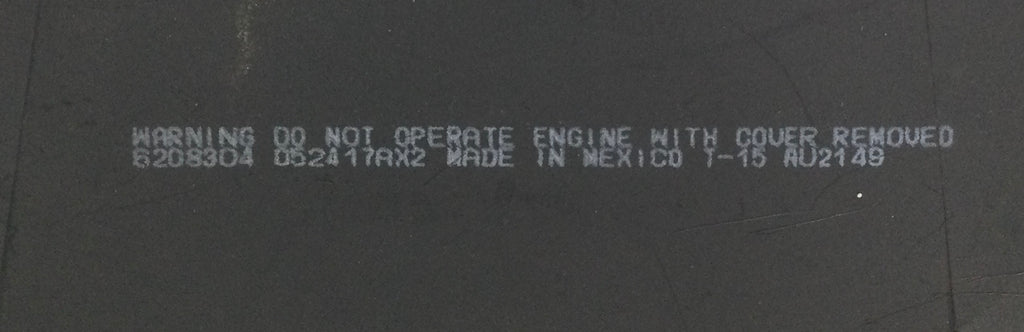 WARNING DO NOT OPERATE ENGINE WITH COVER REMOVED
6208304 052417AX2 MADE IN MEXICO 1-15 AU2149